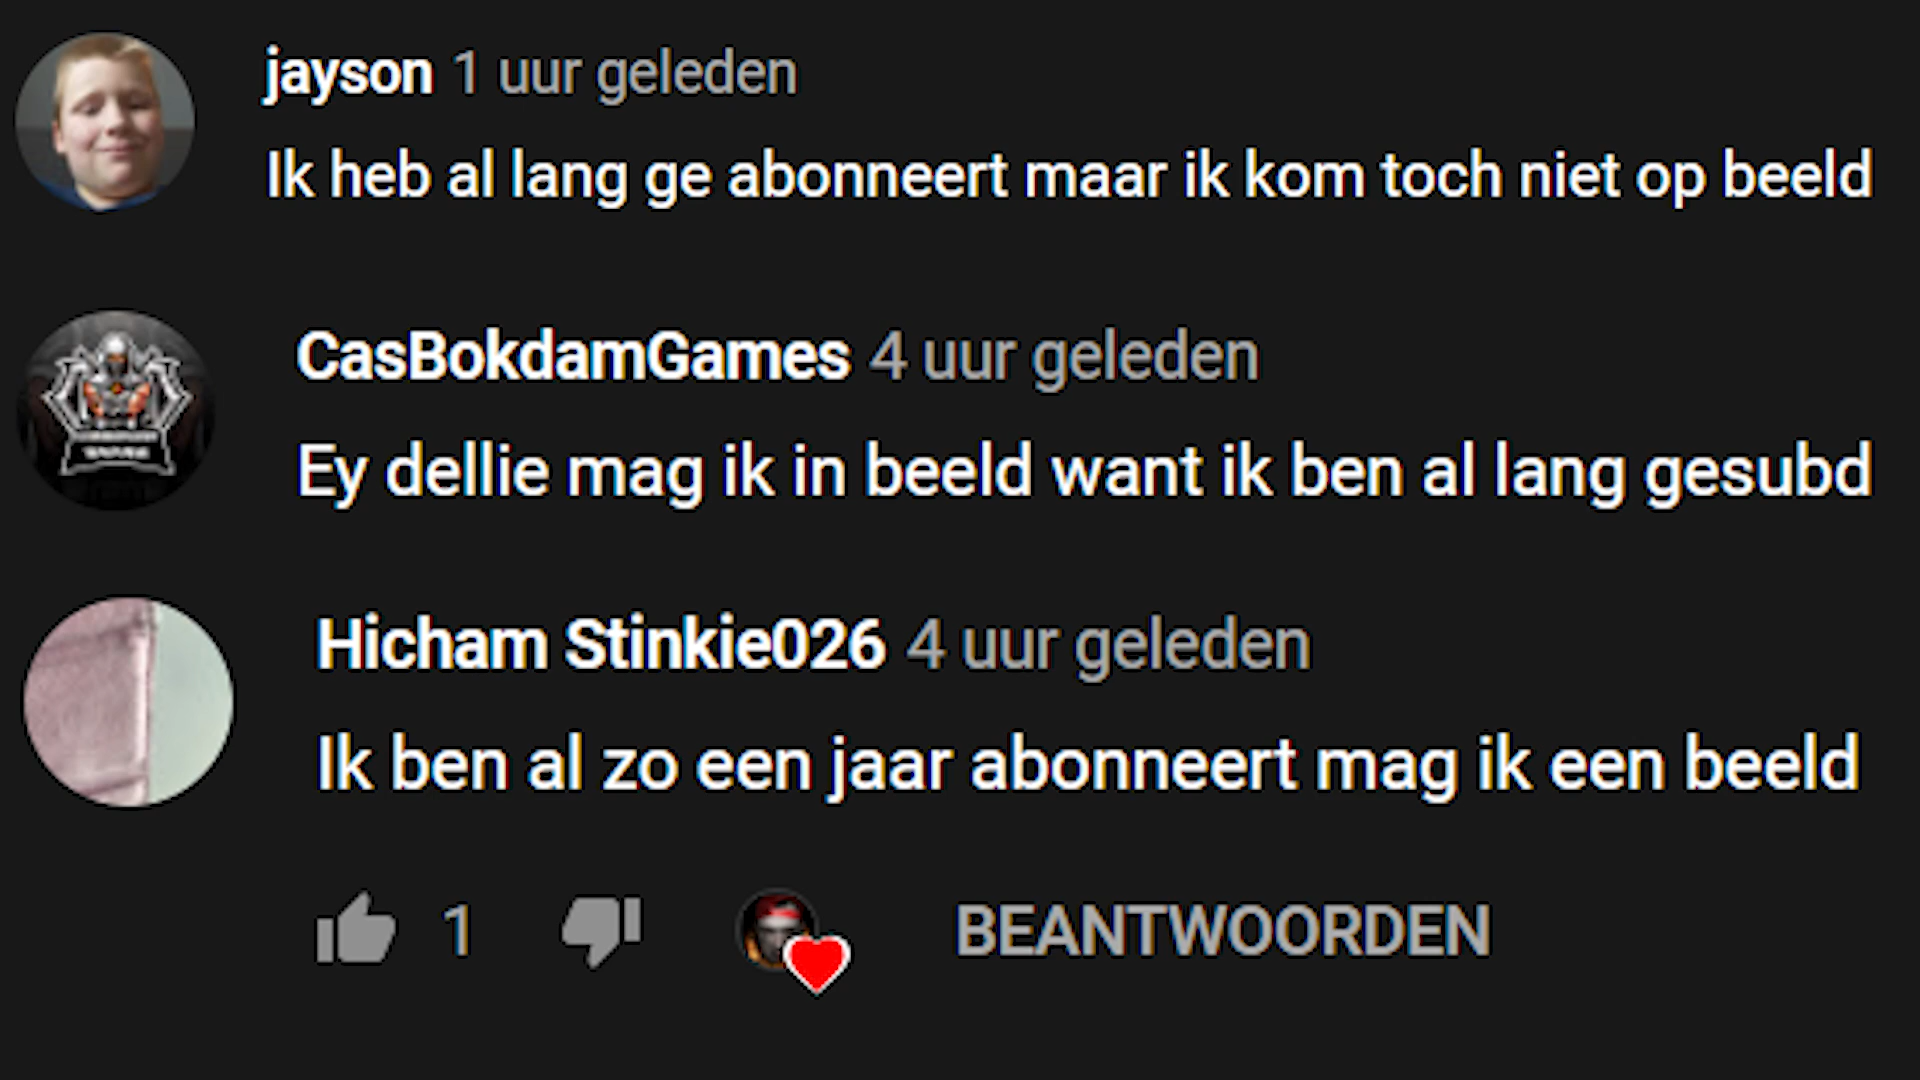 jayson 1 uur geleden
Ik heb al lang ge abonneert maar ik kom toch niet op beeld
CasBokdamGames 4 uur geleden
Ey dellie mag ik in beeld want ik ben al lang gesubd
Hicham Stinkie026 4 uur geleden
Ik ben al zo een jaar abonneert mag ik een beeld
1 BEANTWOORDEN